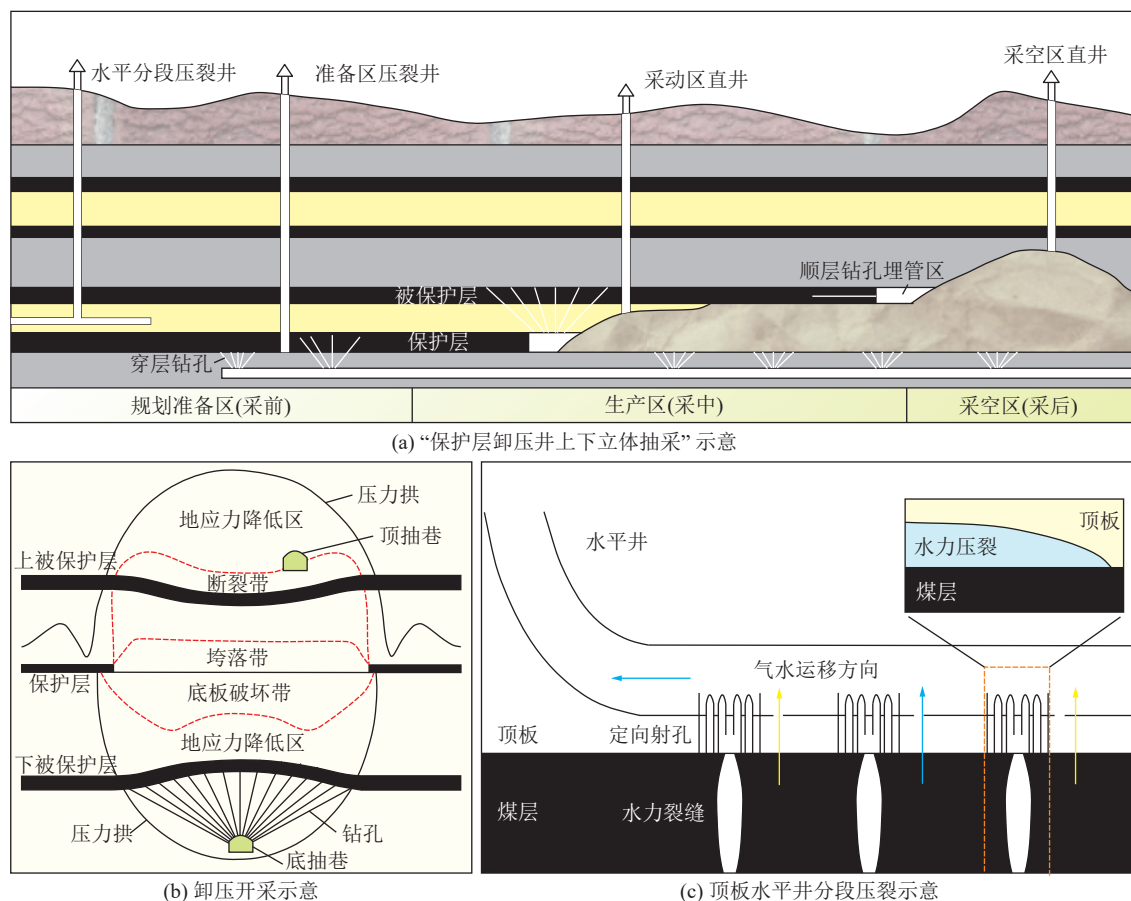 水平分段压裂井
准备区压裂井
采动区直井
采空区直井
顺层钻孔埋管区
被保护层
保护层
穿层钻孔
规划准备区(采前)
生产区(采中)
采空区(采后)
(a) “保护层卸压井上下立体抽采” 示意
压力拱
地应力降低区
顶抽巷
上被保护层
断裂带
垮落带
保护层
底板破坏带
地应力降低区
下被保护层
压力拱
钻孔
底抽巷
(b) 卸压开采示意
水平井
顶板
水力压裂
煤层
气水运移方向
顶板
定向射孔
煤层
水力裂缝
(c) 顶板水平井分段压裂示意